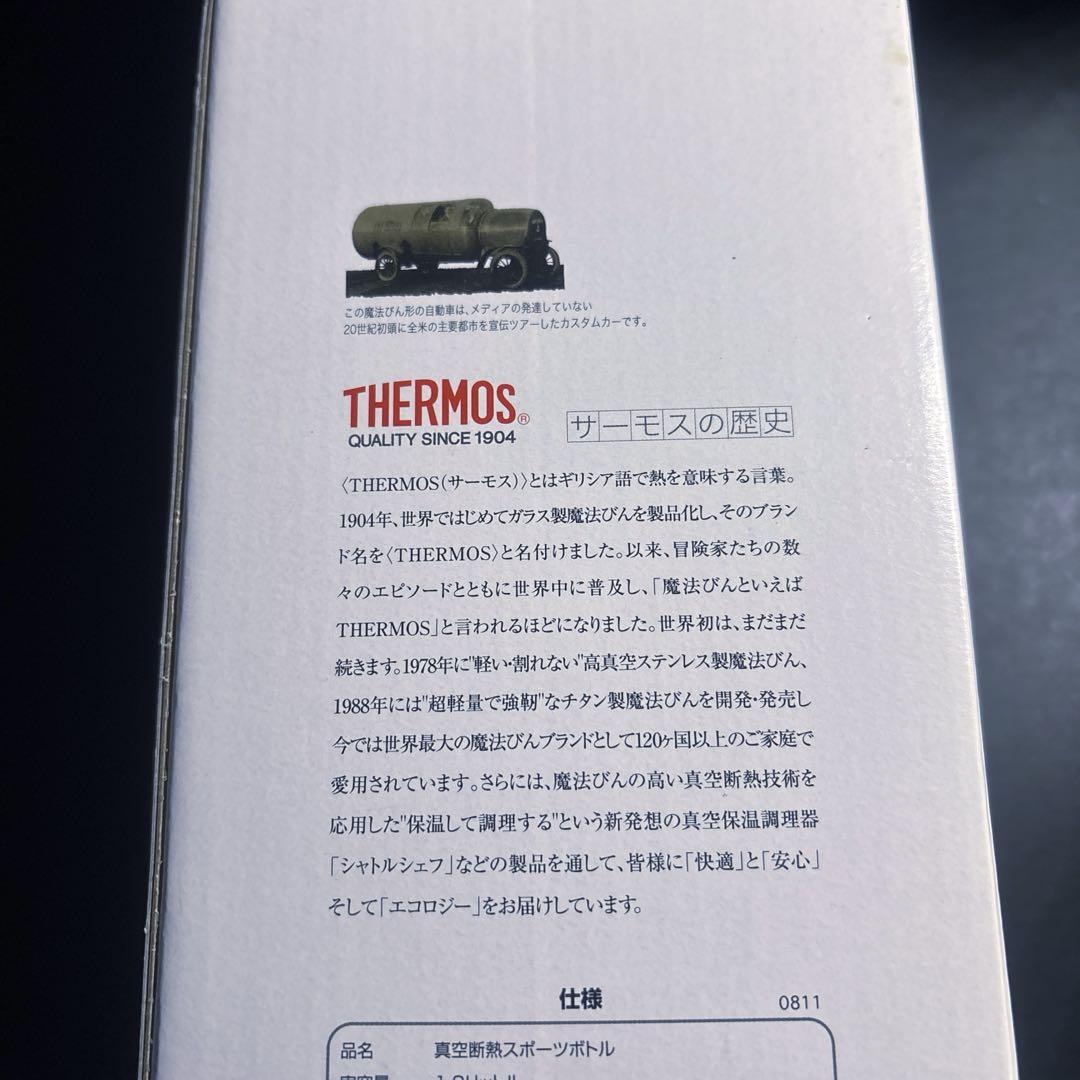 この魔法びん形の自動車は、メディアの発達していない
20世紀初頭に全米の主要都市を宣伝ツアーしたカスタムカーです。
THERMOS®
QUALITY SINCE 1904
サーモスの歴史
〈THERMOS(サーモス)〉とはギリシア語で熱を意味する言葉。
1904年、世界ではじめてガラス製魔法びんを製品化し、そのブラン
ド名を〈THERMOS〉と名付けました。以来、冒険家たちの数
々のエピソードとともに世界中に普及し、「魔法びんといえば
THERMOS」と言われるほどになりました。世界初は、まだまだ
続きます。1978年に"軽い・割れない"高真空ステンレス製魔法びん、
1988年には"超軽量で強靭"なチタン製魔法びんを開発・発売し
今では世界最大の魔法びんブランドとして120ヶ国以上のご家庭で
愛用されています。さらには、魔法びんの高い真空断熱技術を
応用した"保温して調理する"という新発想の真空保温調理器
「シャトルシェフ」などの製品を通して、皆様に「快適」と「安心」
そして「エコロジー」をお届けしています。
仕様
0811
品名 真空断熱スポーツボトル